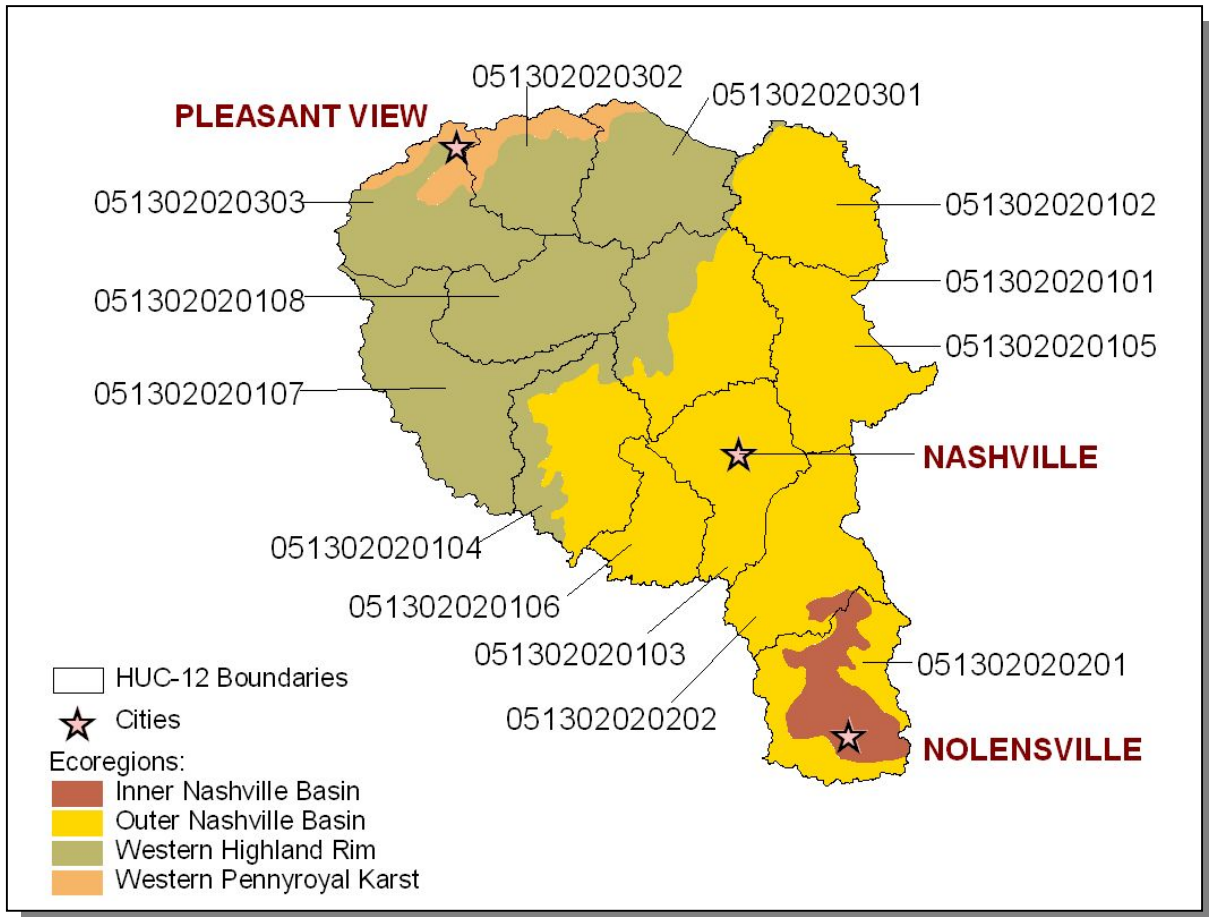 051302020302
051302020301
PLEASANT VIEW
051302020303
051302020102
051302020101
051302020108
051302020105
051302020107
NASHVILLE
051302020104
051302020106
051302020103
051302020201
051302020202
NOLENSVILLE
HUC-12 Boundaries
Cities
Ecoregions:
Inner Nashville Basin
Outer Nashville Basin
Western Highland Rim
Western Pennyroyal Karst